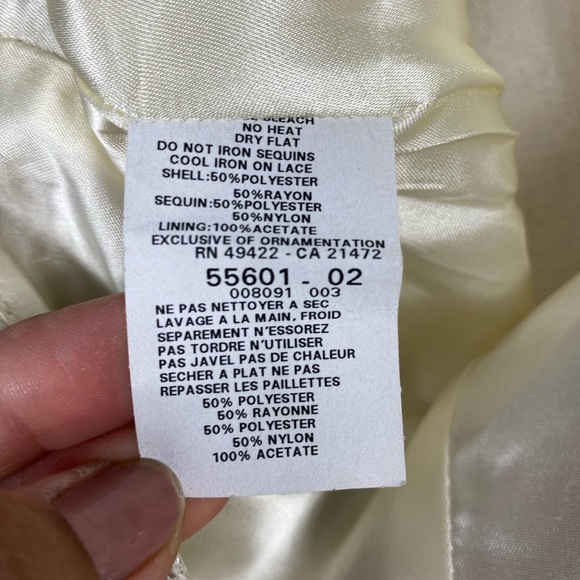 BLEACH
NO HEAT
DRY FLAT
DO NOT IRON SEQUINS
COOL IRON ON LACE
SHELL:50%POLYESTER
50%RAYON
SEQUIN:50%POLYESTER
50%NYLON
LINING:100%ACETATE
EXCLUSIVE OF ORNAMENTATION
RN 49422 - CA 21472
55601 - 02
008091 003
NE PAS NETTOYER A SEC
LAVAGE A LA MAIN, FROID
SEPAREMENT N'ESSOREZ
PAS TORDRE N'UTILISER
PAS JAVEL PAS DE CHALEUR
SECHER A PLAT NE PAS
REPASSER LES PAILLETTES
50% POLYESTER
50% RAYONNE
50% POLYESTER
50% NYLON
100% ACETATE